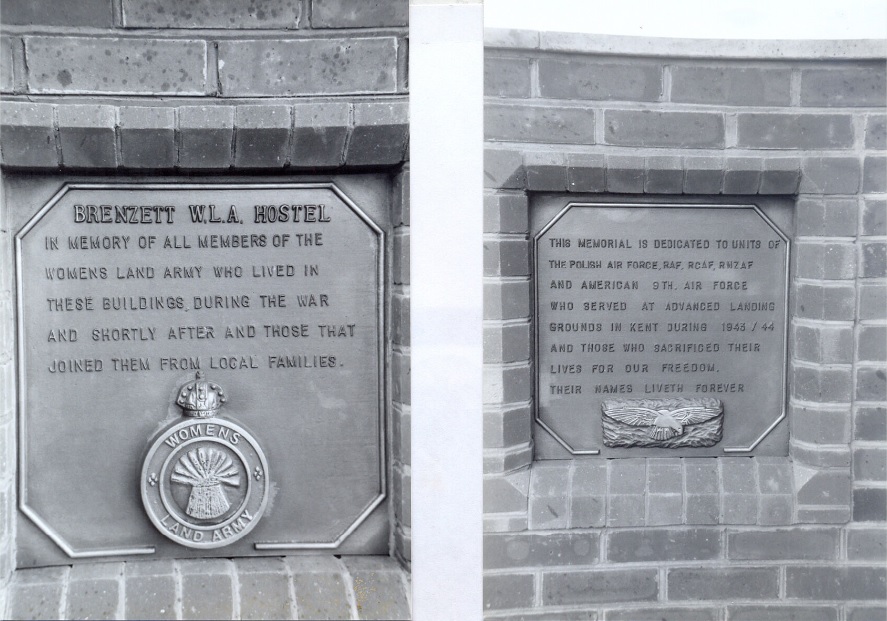 BRENZETT W.L.A. HOSTEL
IN MEMORY OF ALL MEMBERS OF THE
WOMENS LAND ARMY WHO LIVED IN
THESE BUILDINGS, DURING THE WAR
AND SHORTLY AFTER AND THOSE THAT
JOINED THEM FROM LOCAL FAMILIES.
WOMENS
LAND ARMY
THIS MEMORIAL IS DEDICATED TO UNITS OF
THE POLISH AIR FORCE, RAF, RCAF, RNZAF
AND AMERICAN 9TH. AIR FORCE
WHO SERVED AT ADVANCED LANDING
GROUNDS IN KENT DURING 1943 / 44
AND THOSE WHO SACRIFICED THEIR
LIVES FOR OUR FREEDOM.
THEIR NAMES LIVETH FOREVER